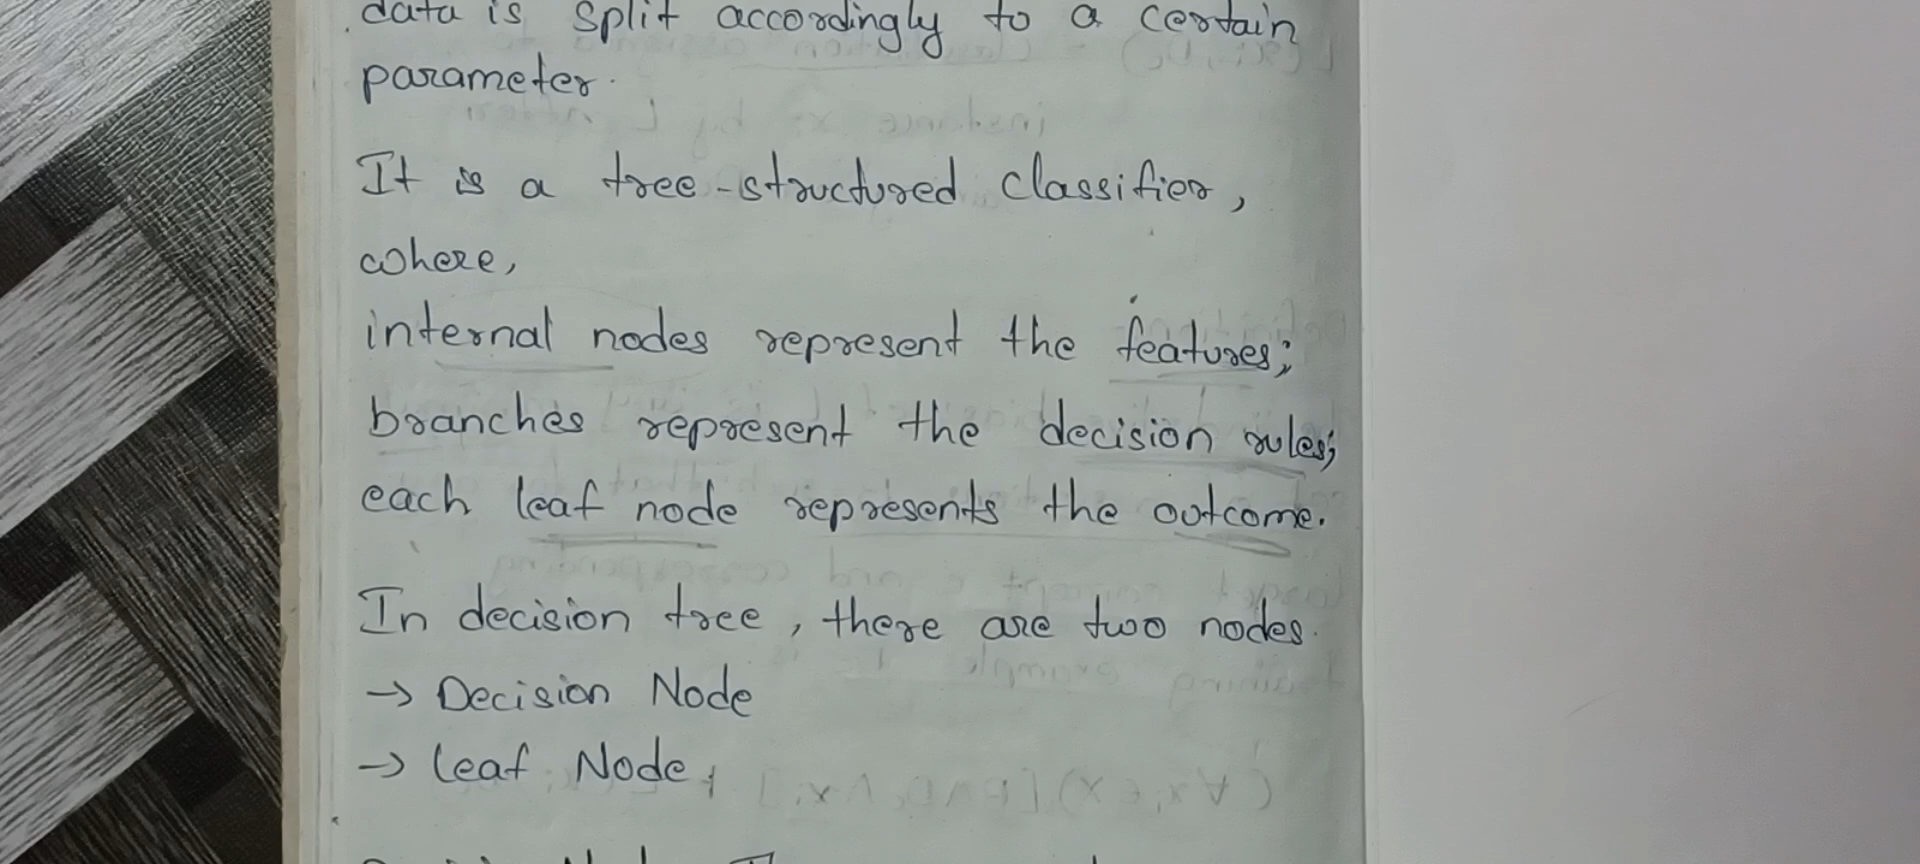 data is split accordingly to a certain
parameter.
It is a tree-structured classifier,
where,
internal nodes represent the features;
branches represent the decision rules;
each leaf node represents the outcome.
In decision tree, there are two nodes.
→ Decision Node
→ Leaf Node